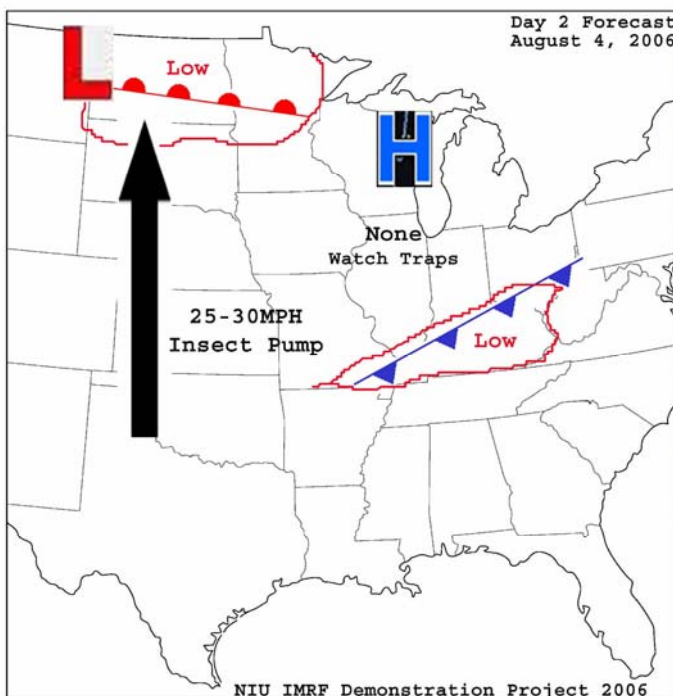 Day 2 Forecast
August 4, 2006
L
Low
H
None
Watch Traps
25-30MPH
Insect Pump
Low
NIU IMRF Demonstration Project 2006